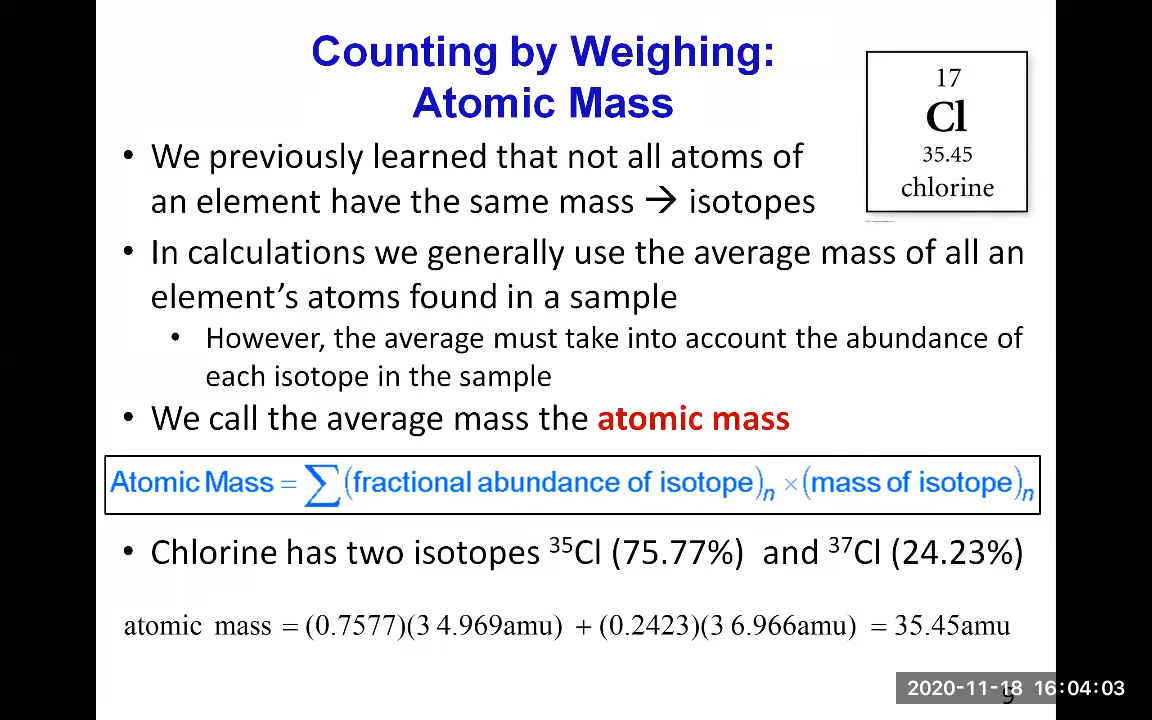 Counting by Weighing:
Atomic Mass
17
Cl
35.45
chlorine
• We previously learned that not all atoms of
an element have the same mass → isotopes
• In calculations we generally use the average mass of all an
element's atoms found in a sample
• However, the average must take into account the abundance of
each isotope in the sample
• We call the average mass the atomic mass
Atomic Mass = ∑ (fractional abundance of isotope)ₙ × (mass of isotope)ₙ
• Chlorine has two isotopes ³⁵Cl (75.77%) and ³⁷Cl (24.23%)
atomic mass = (0.7577)(3 4.969amu) + (0.2423)(3 6.966amu) = 35.45amu
2020-11-18 16:04:03
9